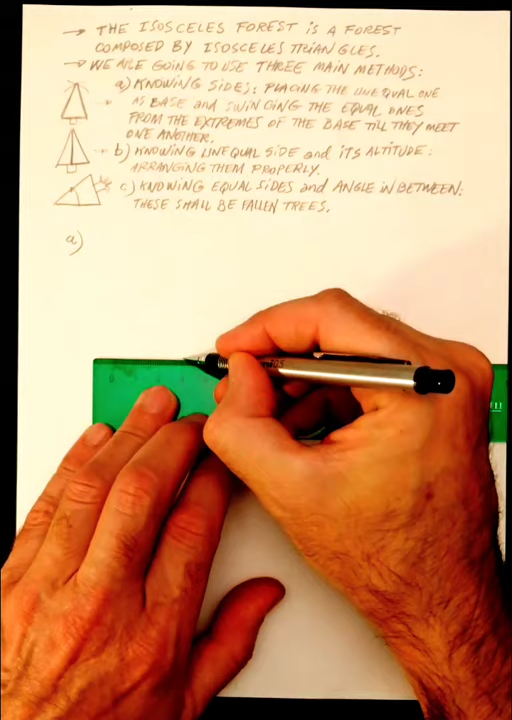 → THE ISOSCELES FOREST IS A FOREST
COMPOSED BY ISOSCELES TRIANGLES.
→ WE ARE GOING TO USE THREE MAIN METHODS:
a) KNOWING SIDES: PLACING THE UNEQUAL ONE
AS BASE and SWINGING THE EQUAL ONES
FROM THE EXTREMES OF THE BASE TILL THEY MEET
ONE ANOTHER.
b) KNOWING UNEQUAL SIDE and ITS ALTITUDE:
ARRANGING THEM PROPERLY.
c) KNOWING EQUAL SIDES and ANGLE IN BETWEEN:
THESE SHALL BE FALLEN TREES.
a)
0